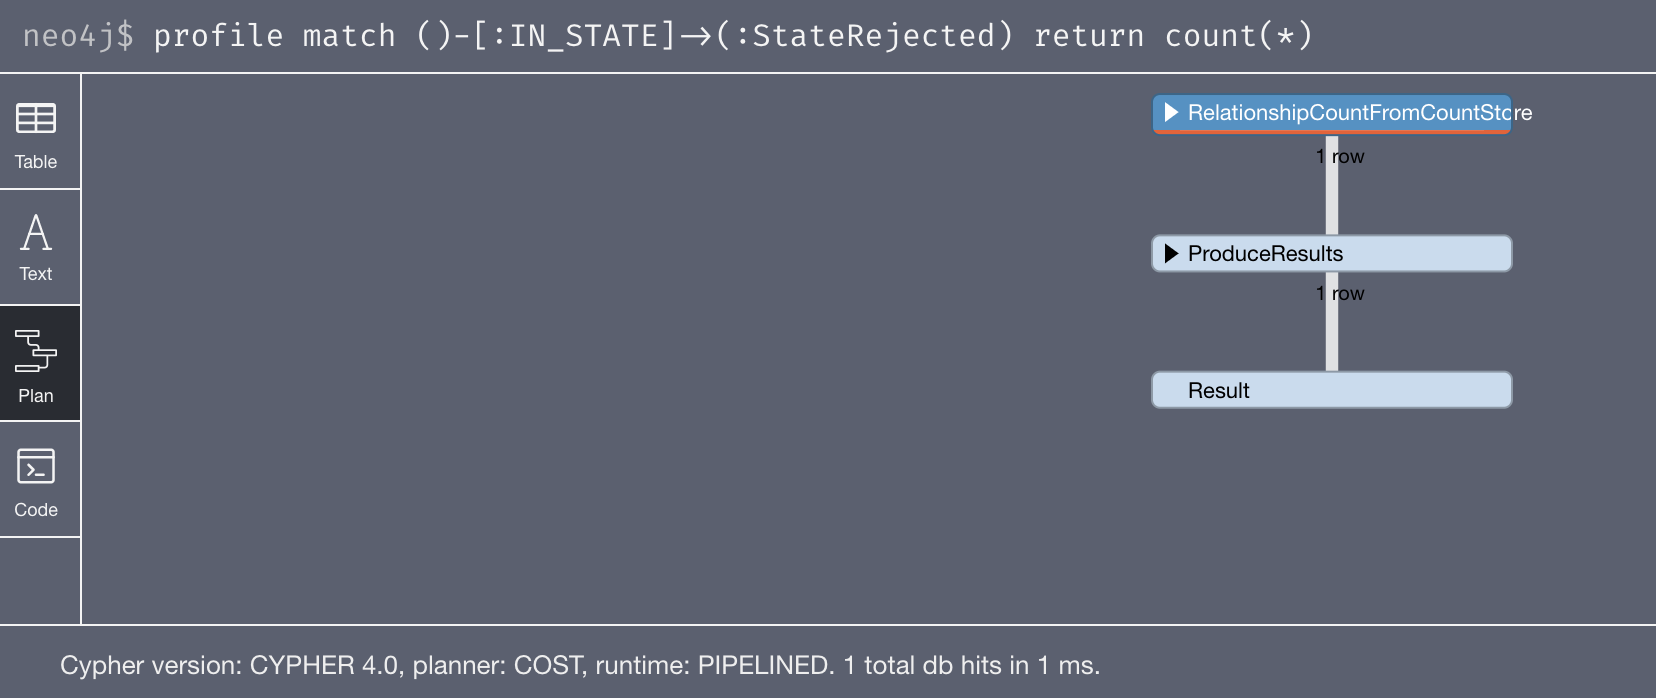 neo4j$ profile match ()-[:IN_STATE]→(:StateRejected) return count(*)
Table
Text
Plan
Code
RelationshipCountFromCountStore
1 row
ProduceResults
1 row
Result
Cypher version: CYPHER 4.0, planner: COST, runtime: PIPELINED. 1 total db hits in 1 ms.